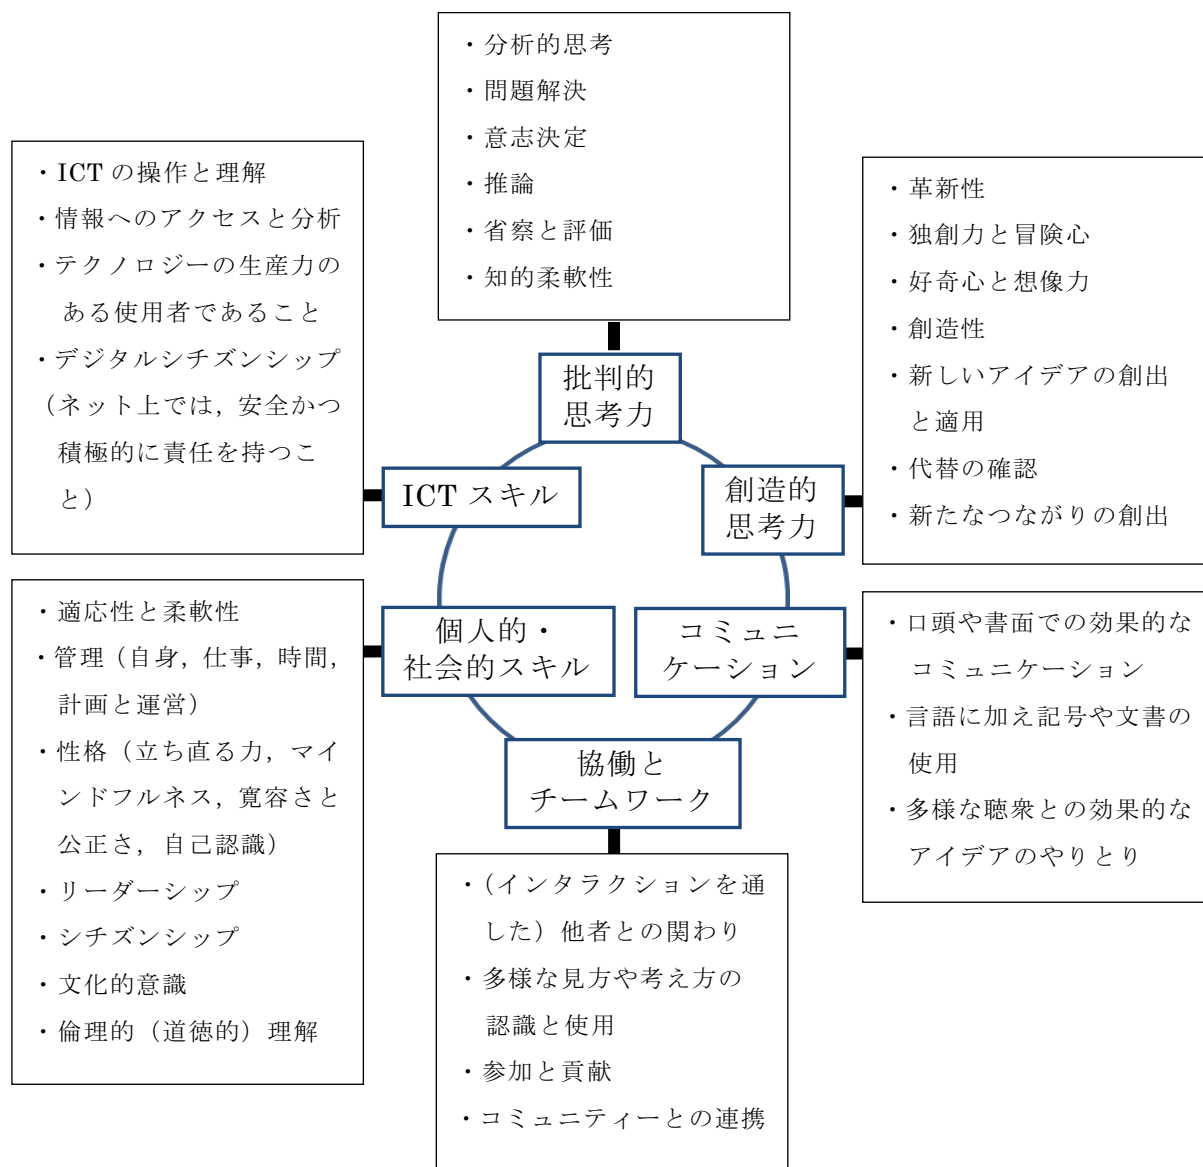 ・分析的思考
・問題解決
・意志決定
・推論
・省察と評価
・知的柔軟性
・ICT の操作と理解
・情報へのアクセスと分析
・テクノロジーの生産力の
ある使用者であること
・デジタルシチズンシップ
（ネット上では，安全かつ
積極的に責任を持つこ
と）
・革新性
・独創力と冒険心
・好奇心と想像力
・創造性
・新しいアイデアの創出
と適用
・代替の確認
・新たなつながりの創出
批判的
思考力
ICT スキル
創造的
思考力
個人的・
社会的スキル
コミュニ
ケーション
協働と
チームワーク
・適応性と柔軟性
・管理（自身，仕事，時間，
計画と運営）
・性格（立ち直る力，マイ
ンドフルネス，寛容さと
公正さ，自己認識）
・リーダーシップ
・シチズンシップ
・文化的意識
・倫理的（道徳的）理解
・口頭や書面での効果的な
コミュニケーション
・言語に加え記号や文書の
使用
・多様な聴衆との効果的な
アイデアのやりとり
・（インタラクションを通
した）他者との関わり
・多様な見方や考え方の
認識と使用
・参加と貢献
・コミュニティーとの連携